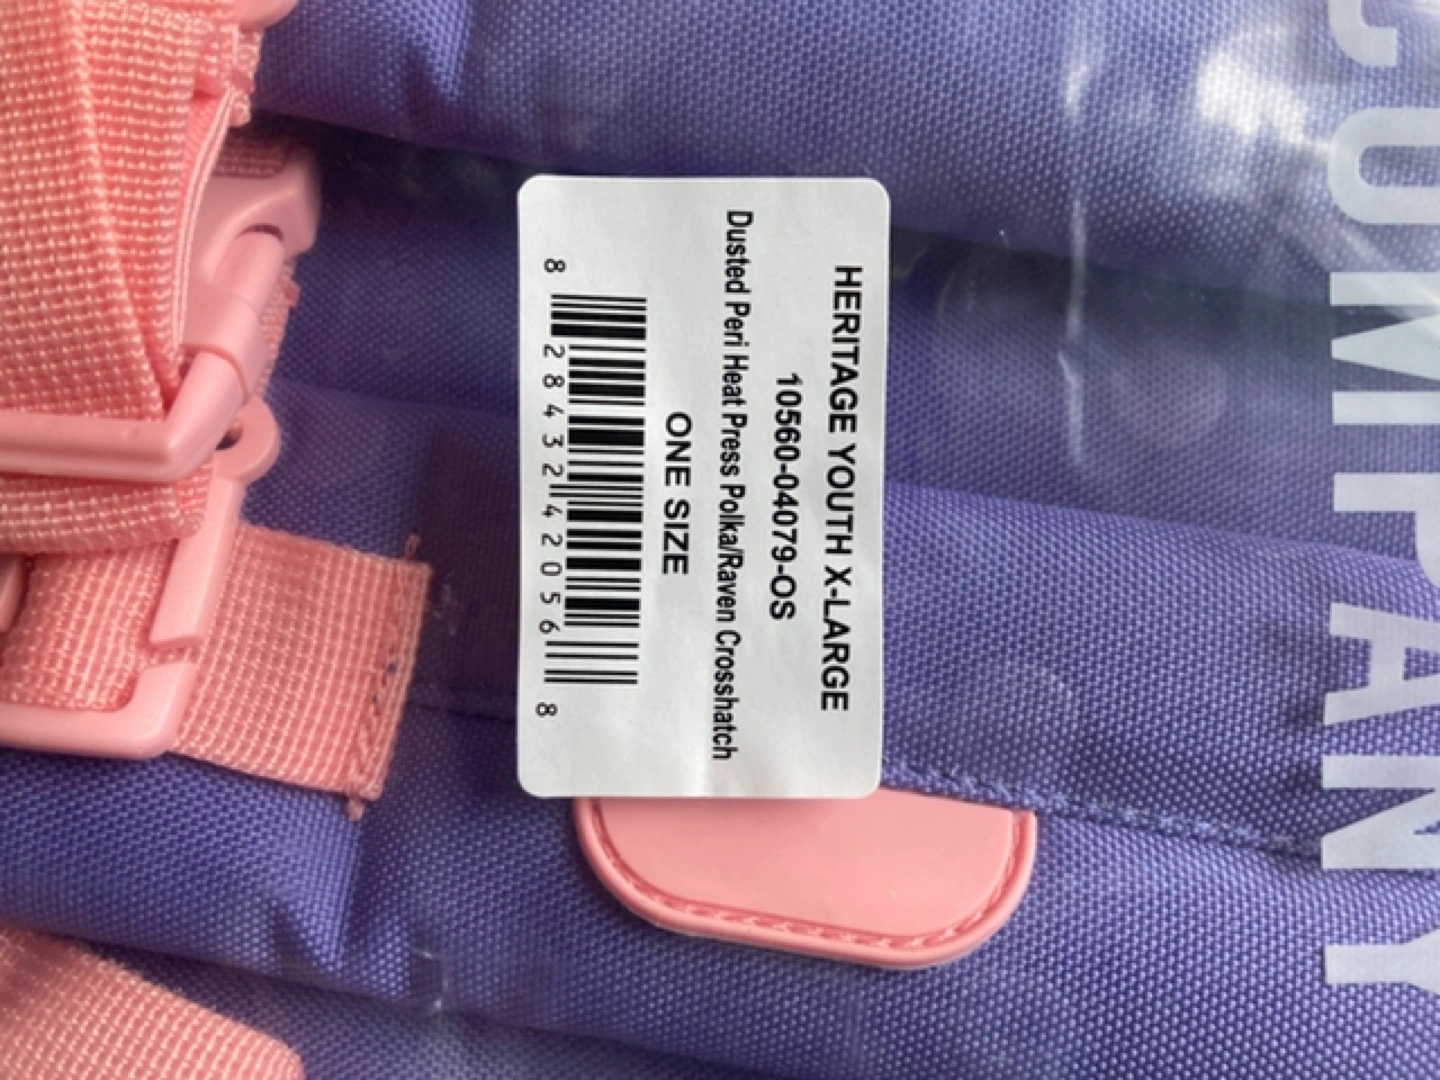 COMPANY
HERITAGE YOUTH X-LARGE
10560-04079-OS
Dusted Peri Heat Press Polka/Raven Crosshatch
ONE SIZE
8 28432 42056 8